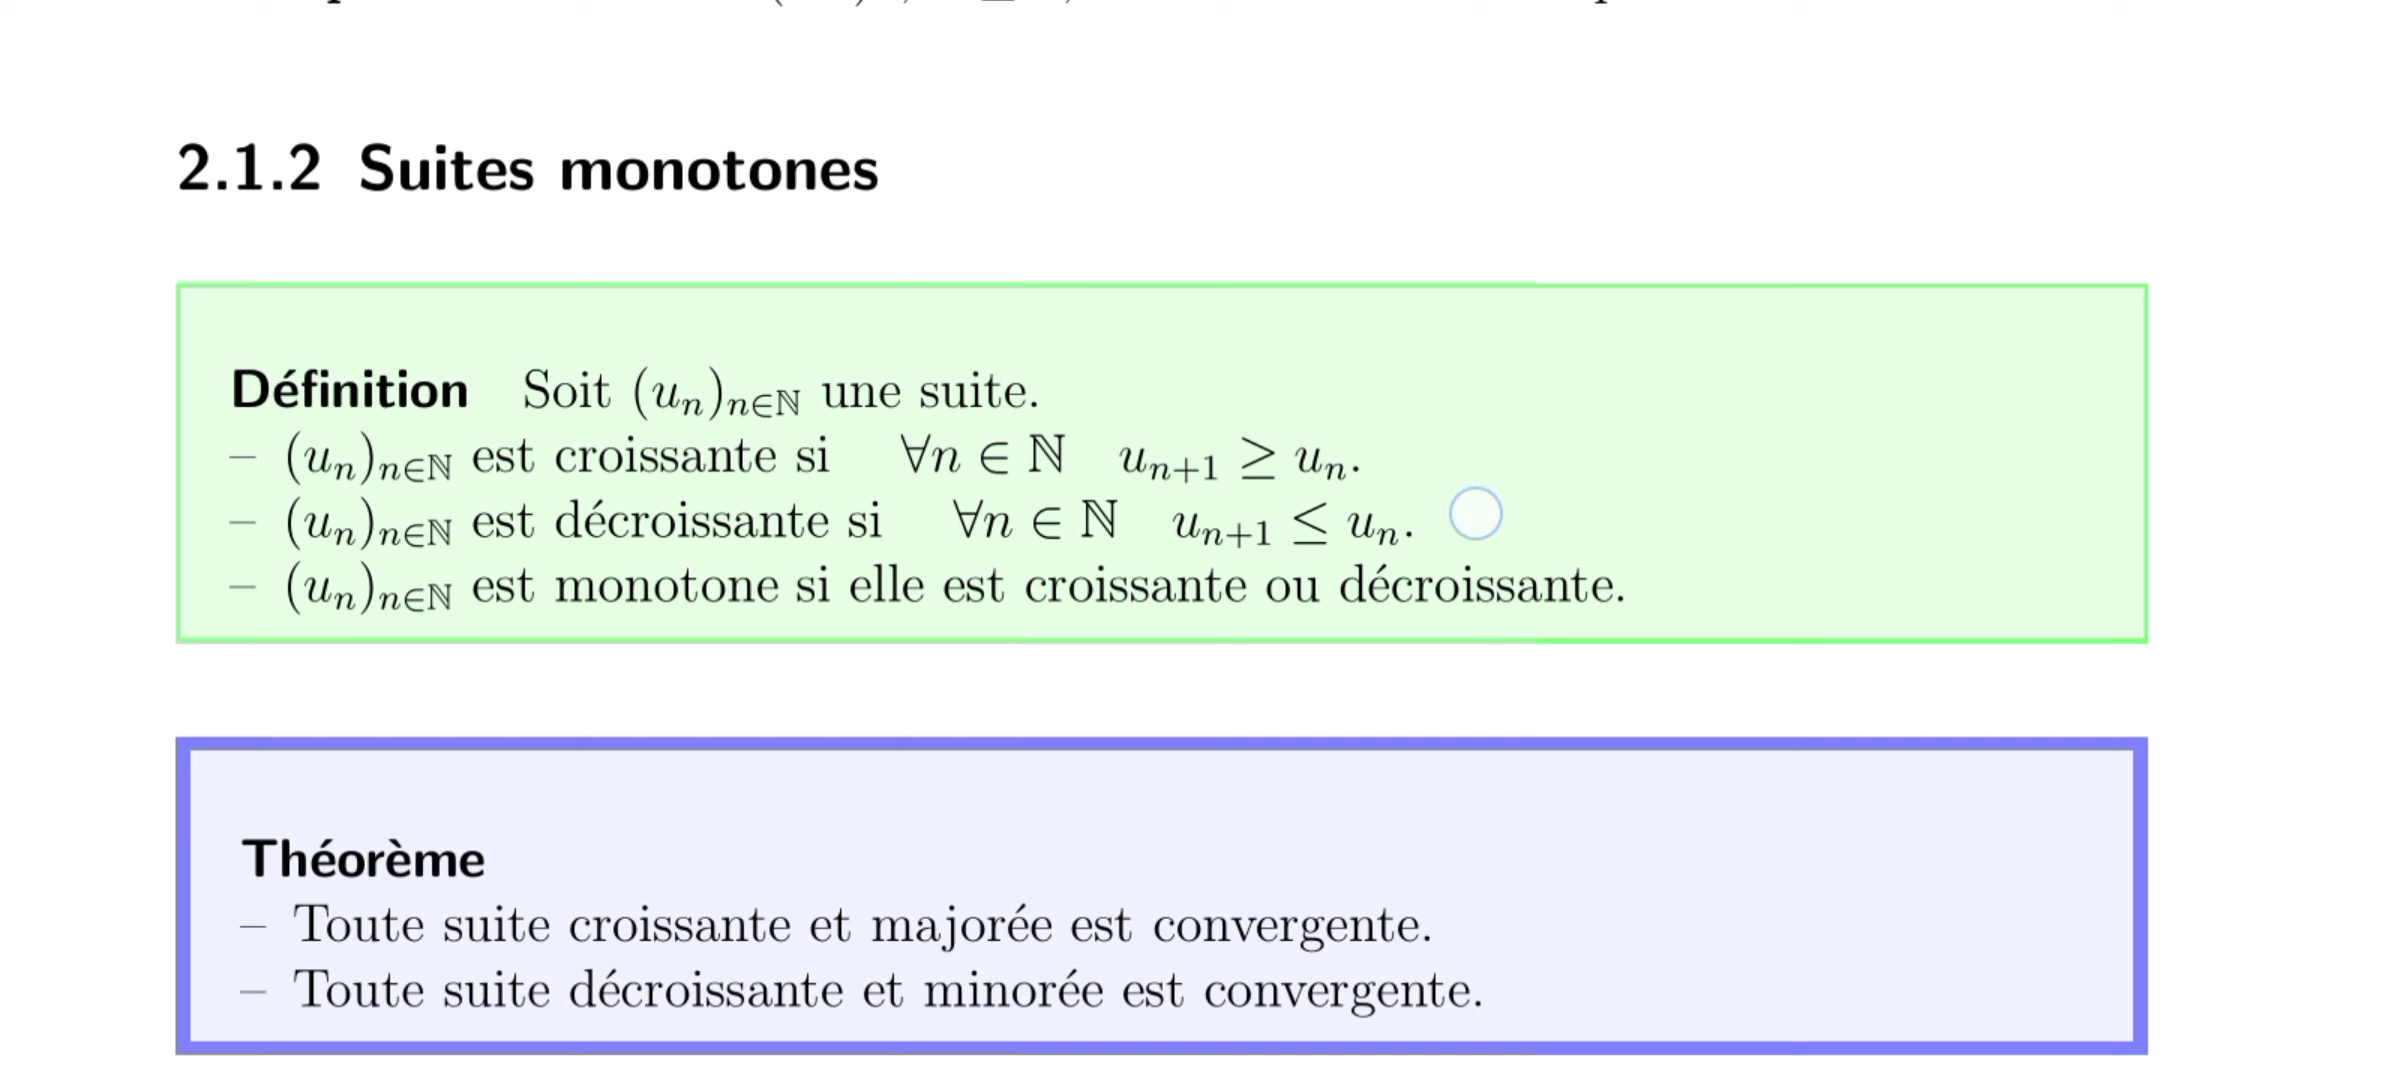 2.1.2 Suites monotones
Définition Soit (uₙ)ₙ∈ℕ une suite.
– (uₙ)ₙ∈ℕ est croissante si ∀n ∈ ℕ uₙ₊₁ ≥ uₙ.
– (uₙ)ₙ∈ℕ est décroissante si ∀n ∈ ℕ uₙ₊₁ ≤ uₙ.
– (uₙ)ₙ∈ℕ est monotone si elle est croissante ou décroissante.
Théorème
– Toute suite croissante et majorée est convergente.
– Toute suite décroissante et minorée est convergente.